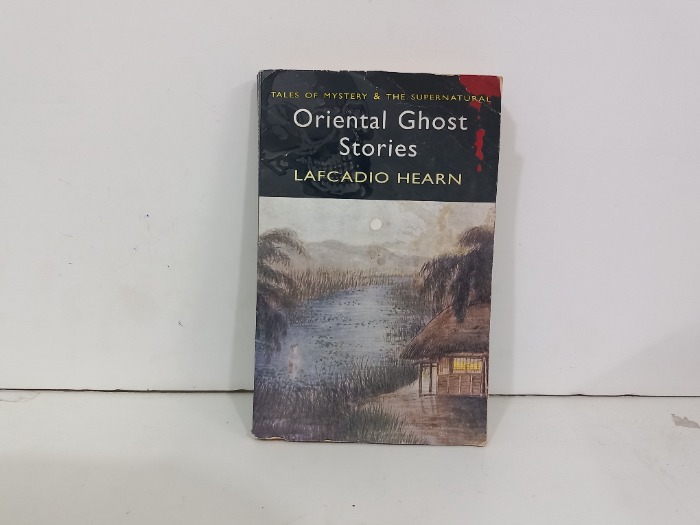 TALES OF MYSTERY & THE SUPERNATURAL
Oriental Ghost
Stories
LAFCADIO HEARN